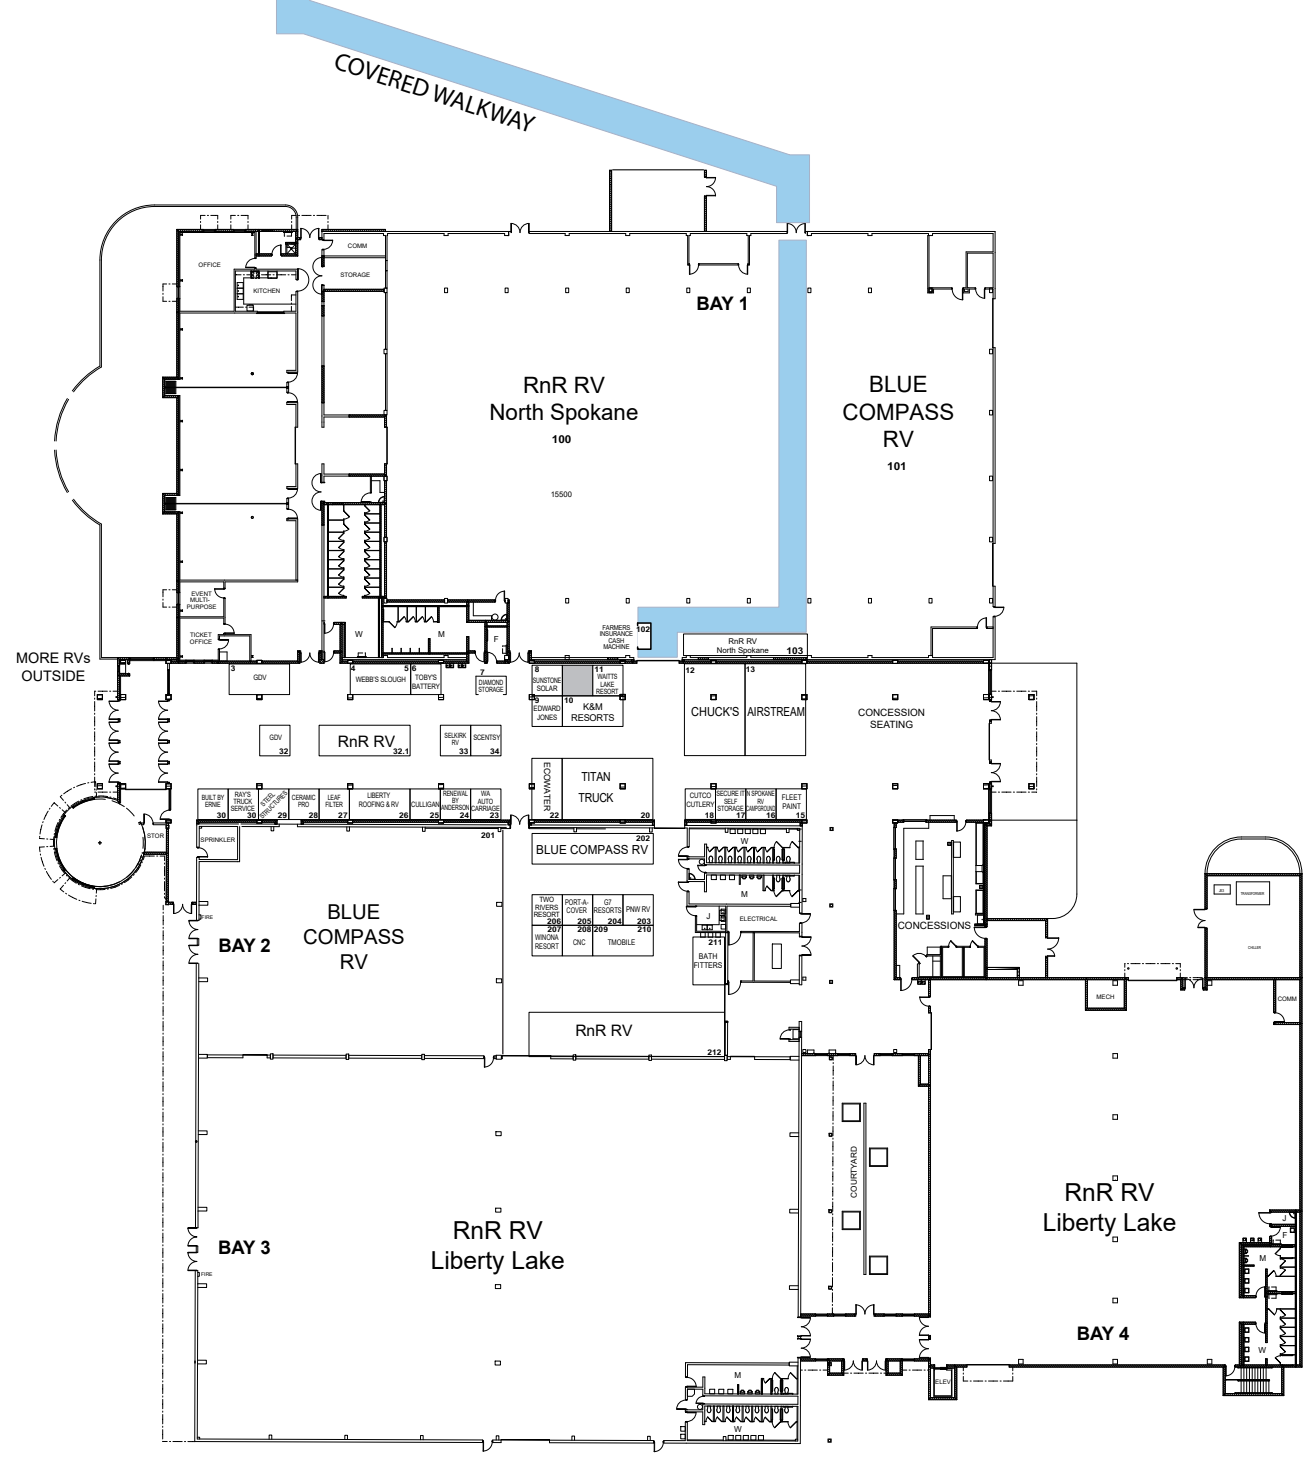 COVERED WALKWAY
OFFICE
KITCHEN
COMM
STORAGE
BAY 1
RnR RV
North Spokane
100
15500
BLUE
COMPASS
RV
101
EVENT
MULTI-
PURPOSE
TICKET
OFFICE
W
M
F
FARMERS
INSURANCE
CASH
MACHINE
102
RnR RV
North Spokane
103
MORE RVs
OUTSIDE
3
GDV
4
WEBB'S SLOUGH
5
6
TOBY'S
BATTERY
7
DIAMOND
STORAGE
8
SUNSTONE
SOLAR
11
WAITTS
LAKE
RESORT
9
EDWARD
JONES
10
K&M
RESORTS
12
CHUCK'S
13
AIRSTREAM
CONCESSION
SEATING
GDV
32
RnR RV
32.1
SELKIRK
RV
33
SCENTSY
34
ECOWATER
22
TITAN
TRUCK
20
BUILT BY
ERNIE
30
RAY'S
TRUCK
SERVICE
30
STEEL
STRUCTURES
29
CERAMIC
PRO
28
LEAF
FILTER
27
LIBERTY
ROOFING & RV
26
CULLIGAN
25
RENEWAL
BY
ANDERSON
24
WA
AUTO
CARRIAGE
23
CUTCO
CUTLERY
18
SECURE IT
SELF
STORAGE
17
N SPOKANE
RV
CAMPGROUND
16
FLEET
PAINT
15
STOR
SPRINKLER
201
202
BLUE COMPASS RV
W
M
FIRE
BLUE
COMPASS
RV
BAY 2
TWO
RIVERS
RESORT
206
PORT-A-
COVER
205
G7
RESORTS
204
PNW RV
203
207
WINONA
RESORT
208
CNC
209
TMOBILE
210
J
ELECTRICAL
211
BATH
FITTERS
CONCESSIONS
TRANSFORMER
CHILLER
RnR RV
212
MECH
COMM
COURTYARD
RnR RV
Liberty Lake
BAY 3
FIRE
RnR RV
Liberty Lake
J
F
M
W
BAY 4
ELEV
M
W